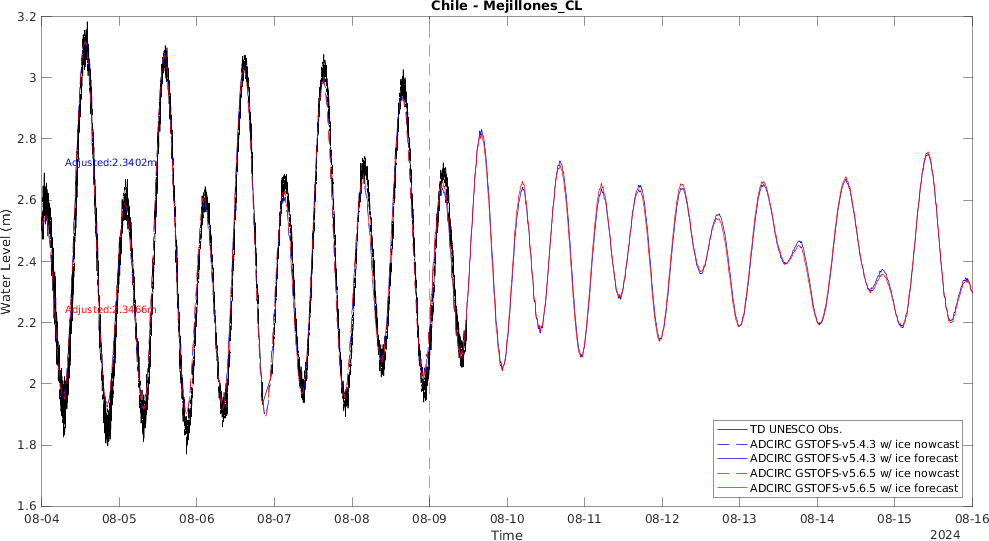 Chile - Mejillones_CL
3.2
3
2.8
2.6
2.4
2.2
2
1.8
1.6
Water Level (m)
Adjusted:2.3402m
Adjusted:2.3466m
TD UNESCO Obs.
ADCIRC GSTOFS-v5.4.3 w/ ice nowcast
ADCIRC GSTOFS-v5.4.3 w/ ice forecast
ADCIRC GSTOFS-v5.6.5 w/ ice nowcast
ADCIRC GSTOFS-v5.6.5 w/ ice forecast
08-04 08-05 08-06 08-07 08-08 08-09 08-10 08-11 08-12 08-13 08-14 08-15 08-16
Time
2024